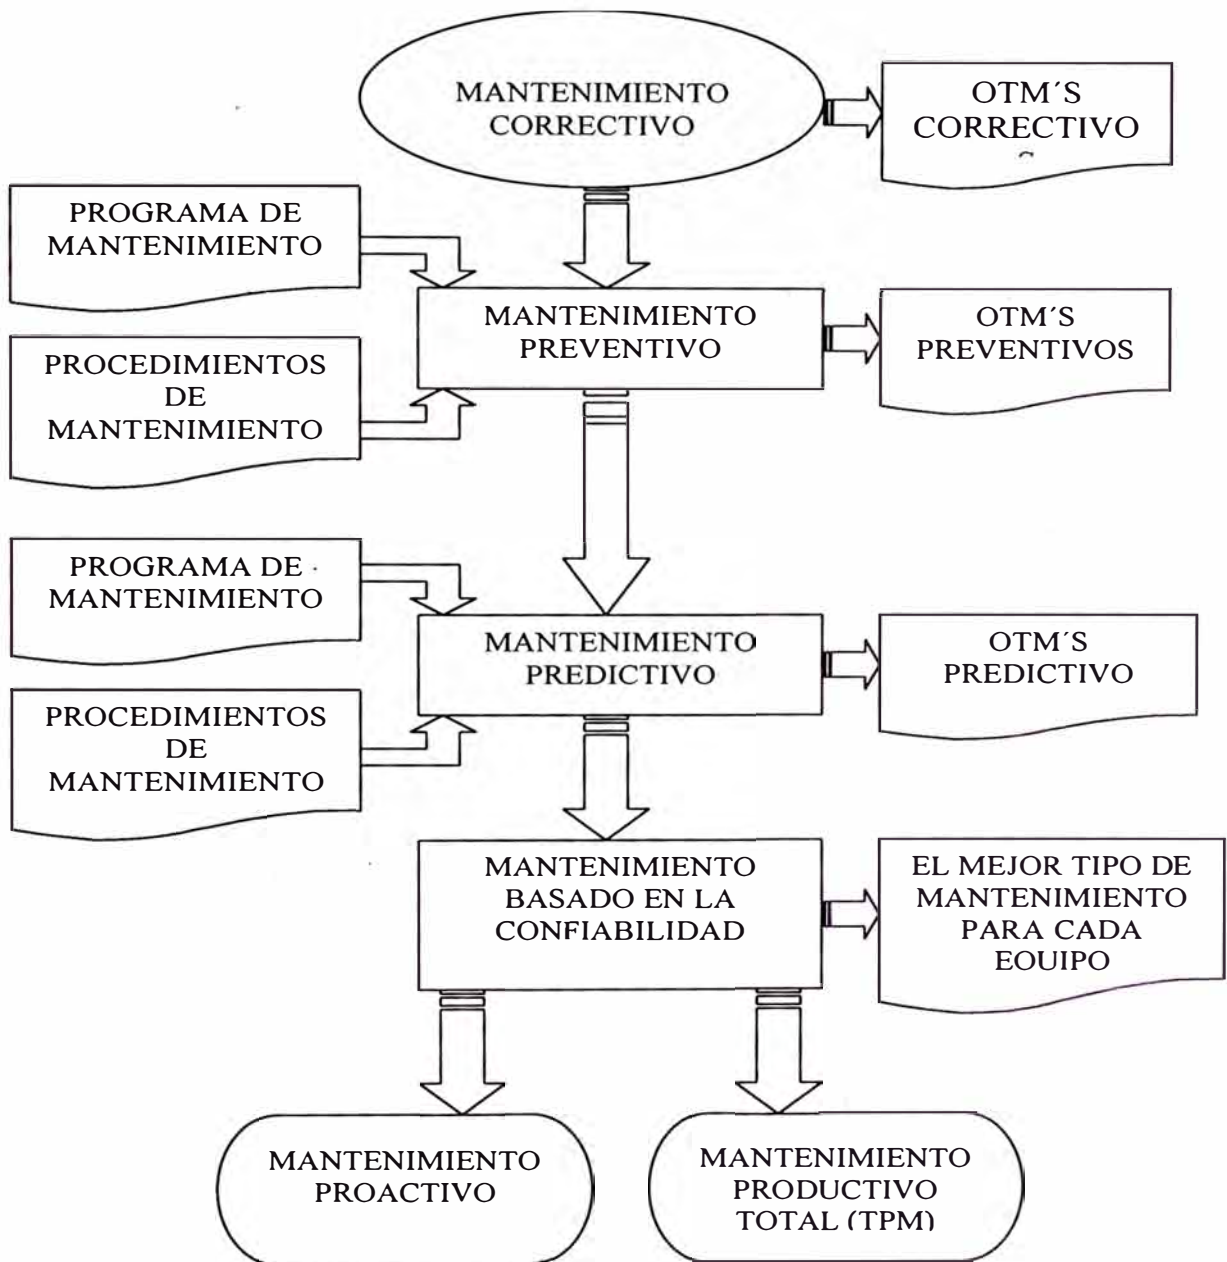 MANTENIMIENTO
CORRECTIVO
OTM´S
CORRECTIVO
PROGRAMA DE
MANTENIMIENTO
MANTENIMIENTO
PREVENTIVO
OTM´S
PREVENTIVOS
PROCEDIMIENTOS
DE
MANTENIMIENTO
PROGRAMA DE
MANTENIMIENTO
MANTENIMIENTO
PREDICTIVO
OTM´S
PREDICTIVO
PROCEDIMIENTOS
DE
MANTENIMIENTO
MANTENIMIENTO
BASADO EN LA
CONFIABILIDAD
EL MEJOR TIPO DE
MANTENIMIENTO
PARA CADA
EQUIPO
MANTENIMIENTO
PROACTIVO
MANTENIMIENTO
PRODUCTIVO
TOTAL (TPM)